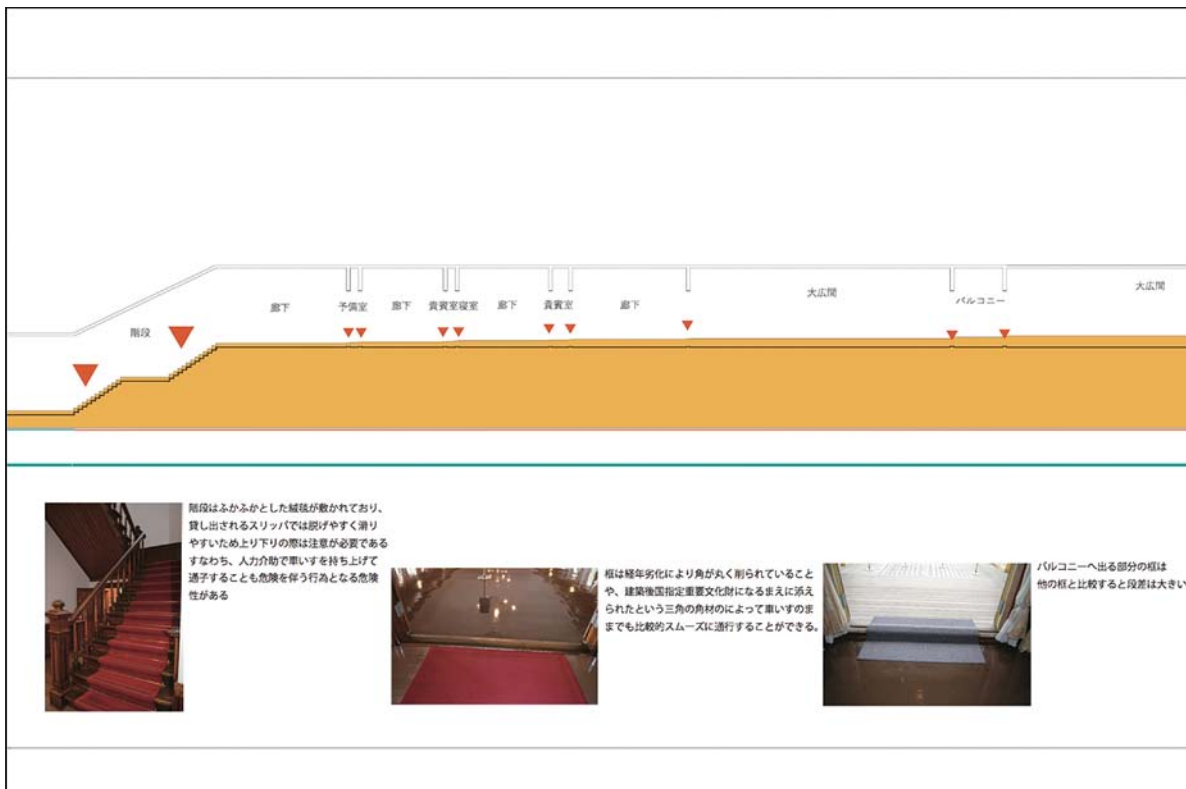 階段
廊下
予備室
廊下
貴賓室寝室
廊下
貴賓室
廊下
大広間
バルコニー
大広間
階段はふかふかとした絨毯が敷かれており、
貸し出されるスリッパでは脱げやすく滑り
やすいため上り下りの際は注意が必要である
すなわち、人力介助で車いすを持ち上げて
通子することも危険を伴う行為となる危険
性がある
框は経年劣化により角が丸く削られていること
や、建築後国指定重要文化財になるまえに添え
られたという三角の角材のによって車いすのま
までも比較的スムーズに通行することができる。
バルコニーへ出る部分の框は
他の框と比較すると段差は大きい